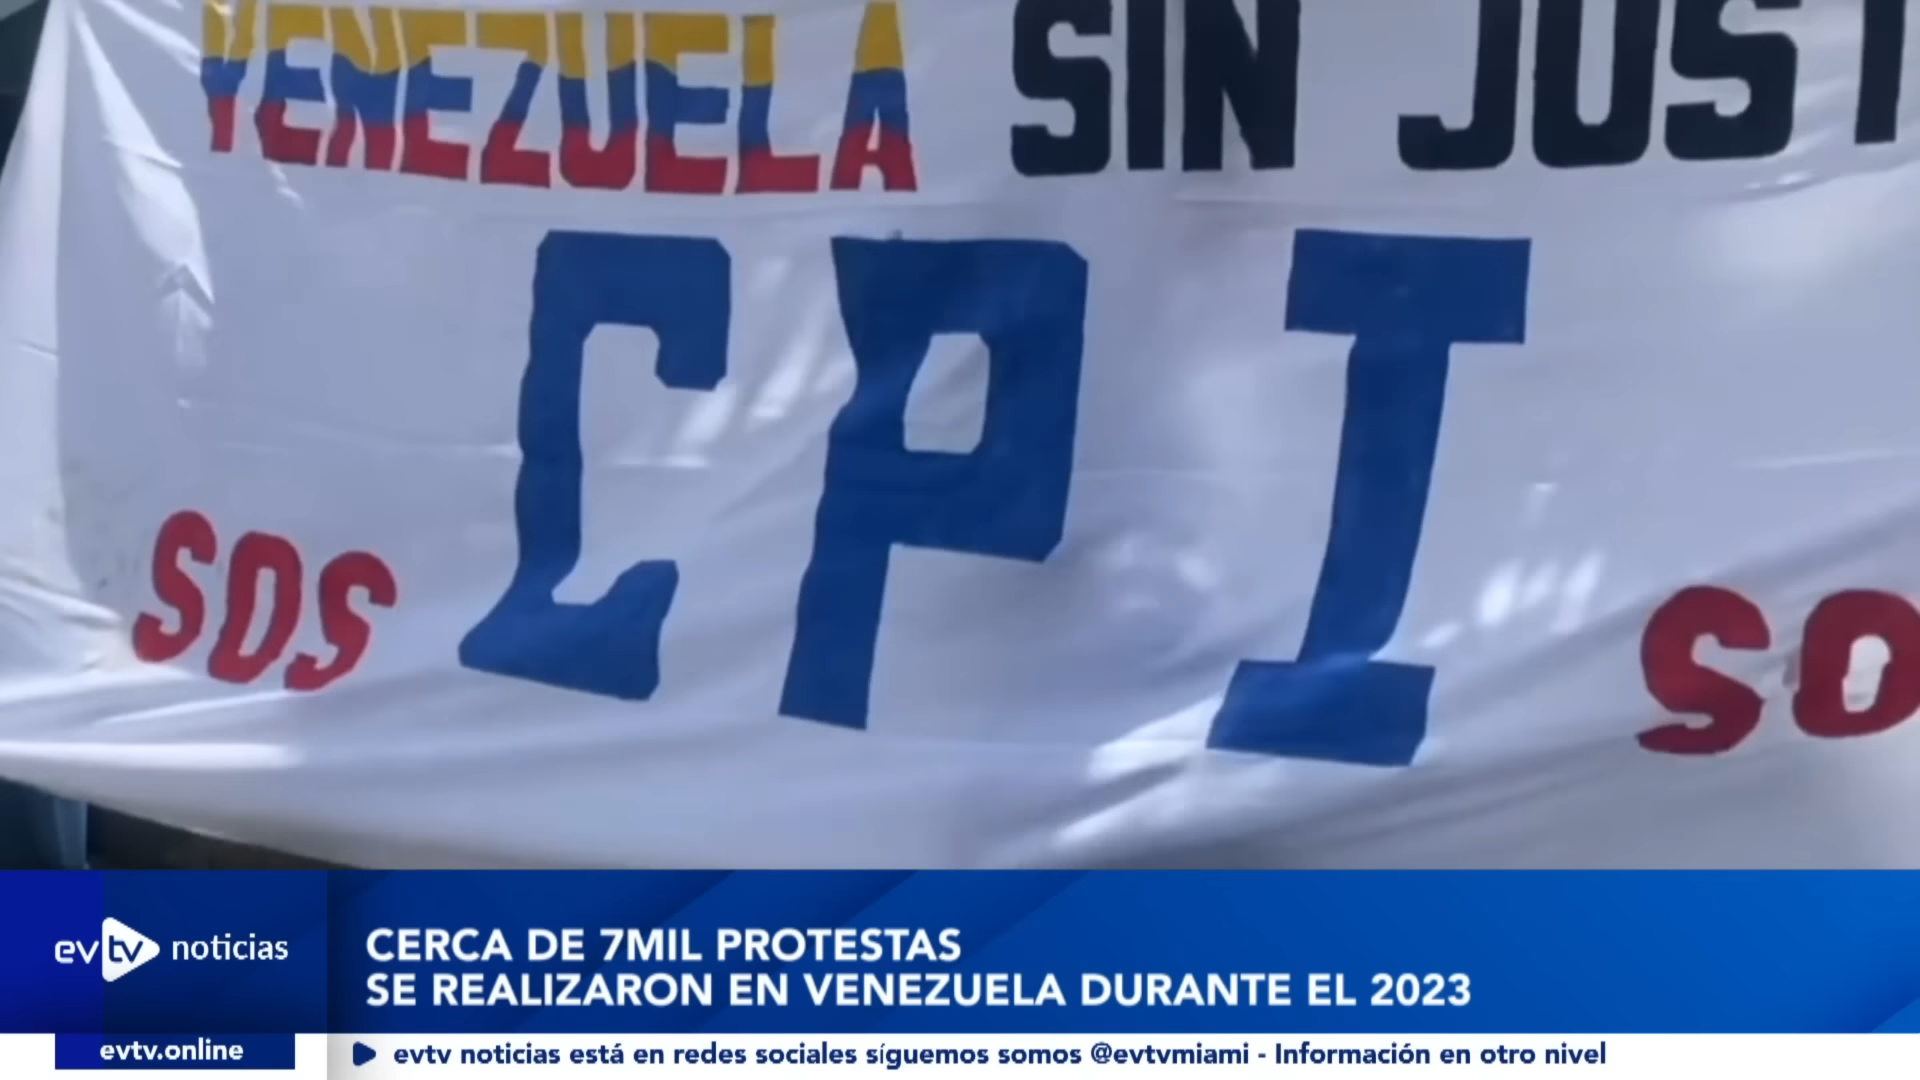 VENEZUELA SIN JUST
CPI
SOS
SO
evtv noticias
CERCA DE 7MIL PROTESTAS
SE REALIZARON EN VENEZUELA DURANTE EL 2023
evtv.online
evtv noticias está en redes sociales síguemos somos @evtvmiami - Información en otro nivel